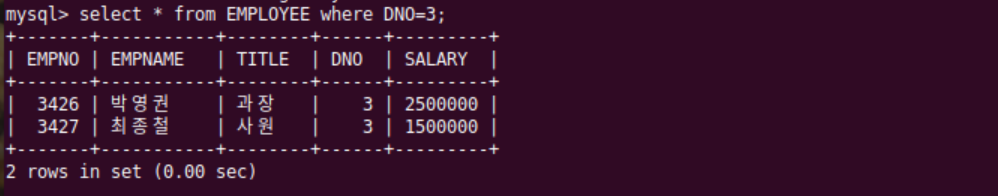 mysql> select * from EMPLOYEE where DNO=3;
+-------+-----------+--------+------+---------+
| EMPNO | EMPNAME   | TITLE  | DNO  | SALARY  |
+-------+-----------+--------+------+---------+
|  3426 | 박영권    | 과장   |    3 | 2500000 |
|  3427 | 최종철    | 사원   |    3 | 1500000 |
+-------+-----------+--------+------+---------+
2 rows in set (0.00 sec)